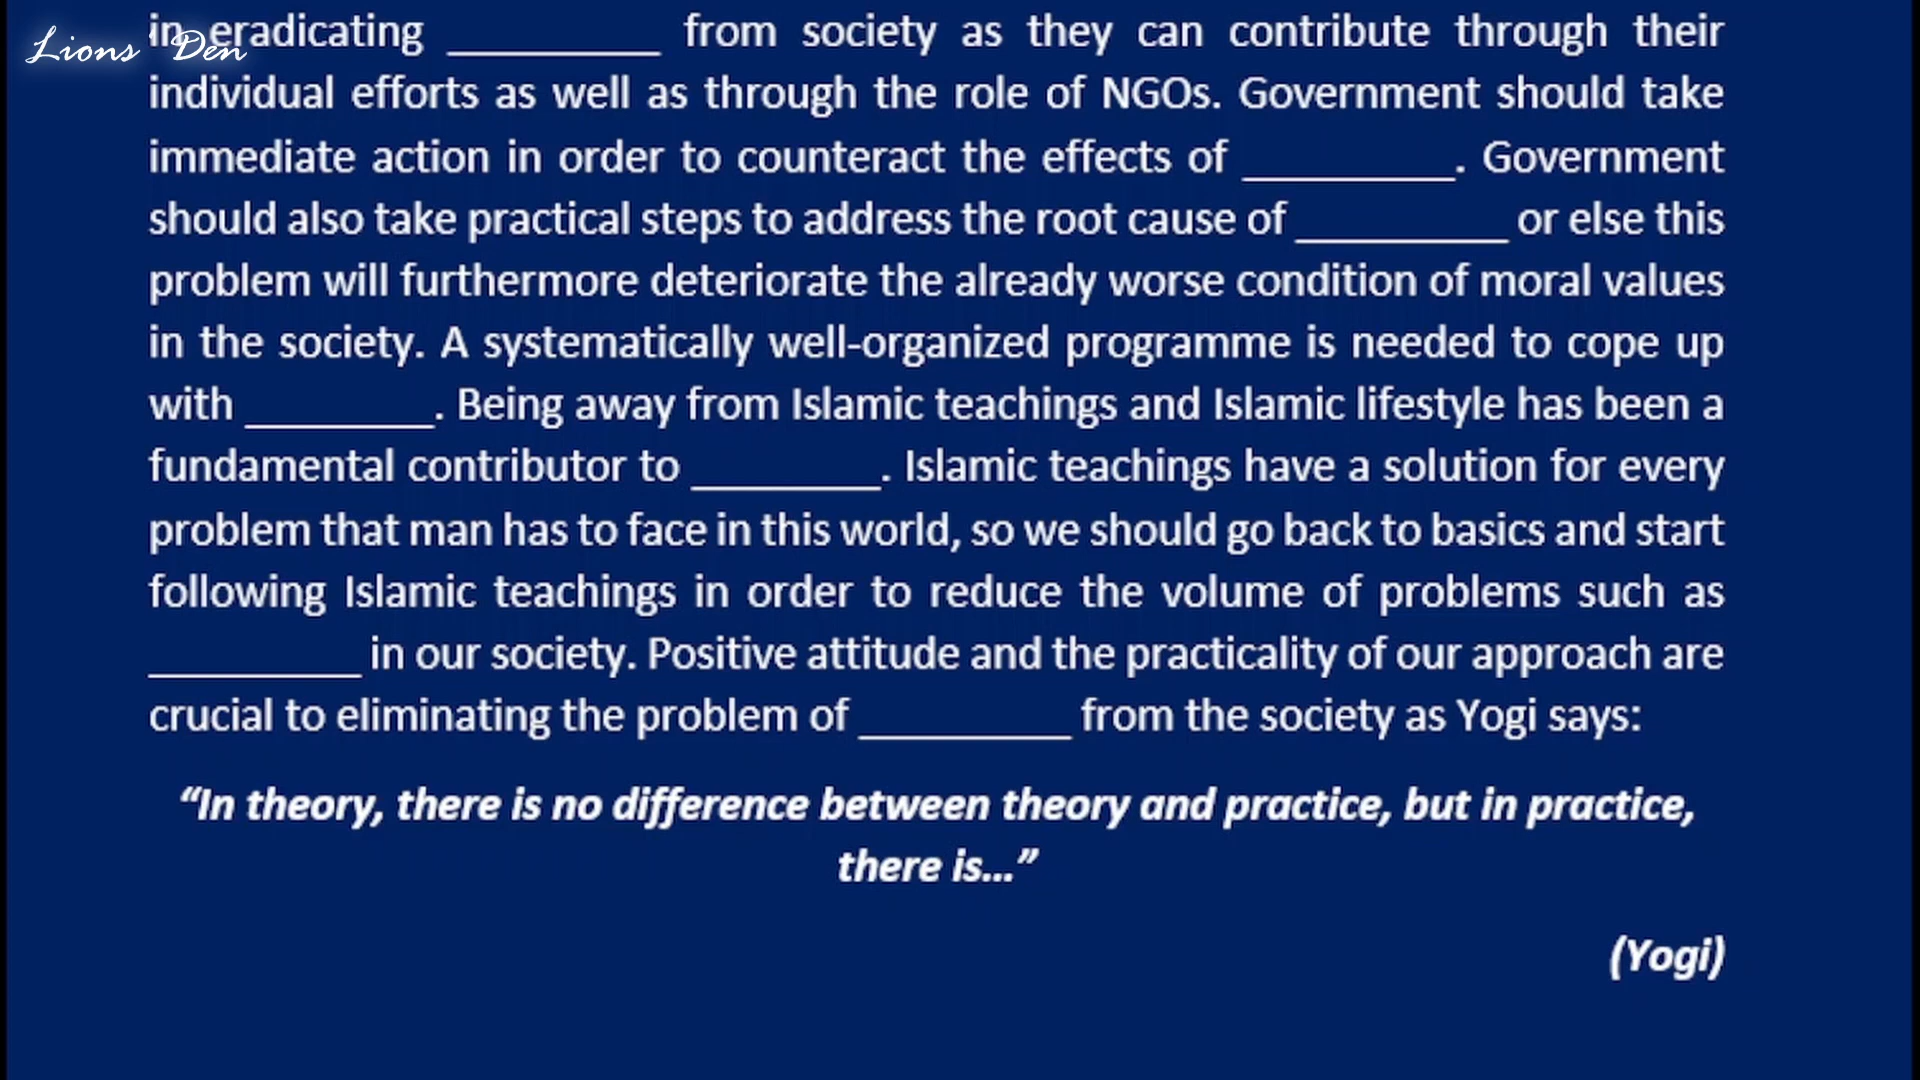 Lions' Den
in eradicating __________ from society as they can contribute through their
individual efforts as well as through the role of NGOs. Government should take
immediate action in order to counteract the effects of __________. Government
should also take practical steps to address the root cause of __________ or else this
problem will furthermore deteriorate the already worse condition of moral values
in the society. A systematically well-organized programme is needed to cope up
with _________. Being away from Islamic teachings and Islamic lifestyle has been a
fundamental contributor to _________. Islamic teachings have a solution for every
problem that man has to face in this world, so we should go back to basics and start
following Islamic teachings in order to reduce the volume of problems such as
__________ in our society. Positive attitude and the practicality of our approach are
crucial to eliminating the problem of __________ from the society as Yogi says:
“In theory, there is no difference between theory and practice, but in practice,
there is...”
(Yogi)